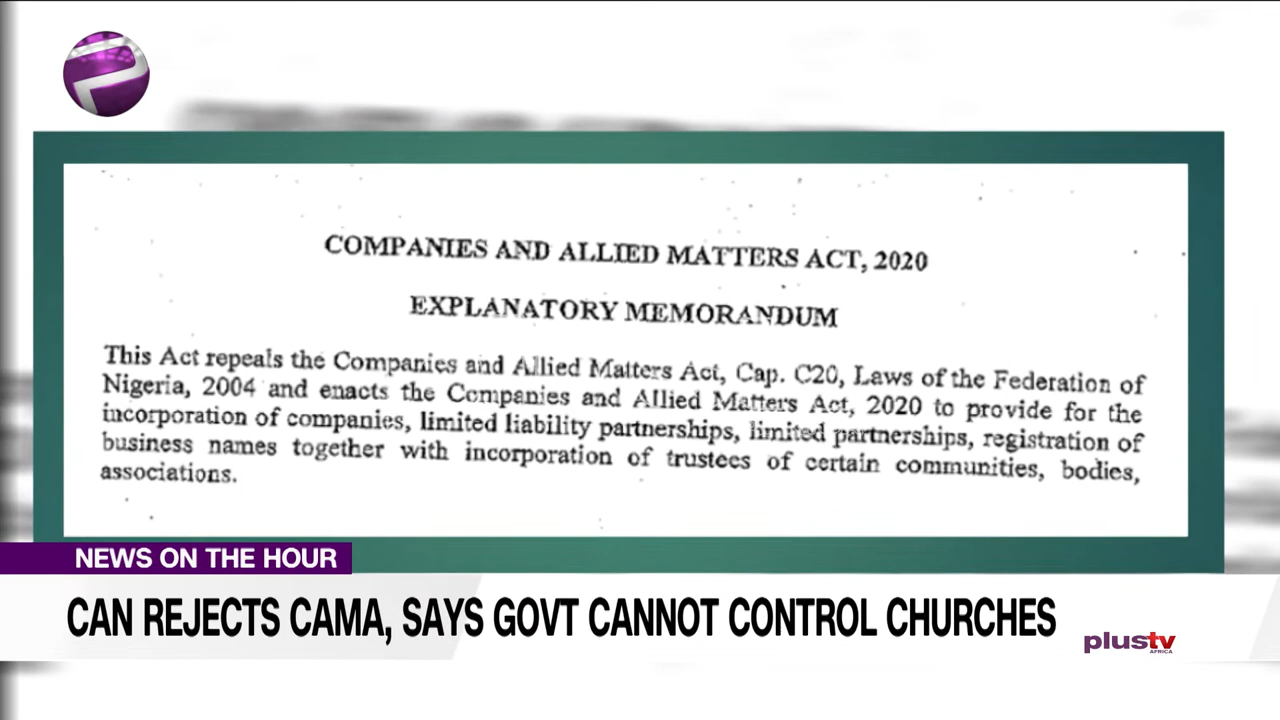 COMPANIES AND ALLIED MATTERS ACT, 2020
EXPLANATORY MEMORANDUM
This Act repeals the Companies and Allied Matters Act, Cap. C20, Laws of the Federation of
Nigeria, 2004 and enacts the Companies and Allied Matters Act, 2020 to provide for the
incorporation of companies, limited liability partnerships, limited partnerships, registration of
business names together with incorporation of trustees of certain communities, bodies,
associations.
NEWS ON THE HOUR
CAN REJECTS CAMA, SAYS GOVT CANNOT CONTROL CHURCHES
plustv
AFRICA